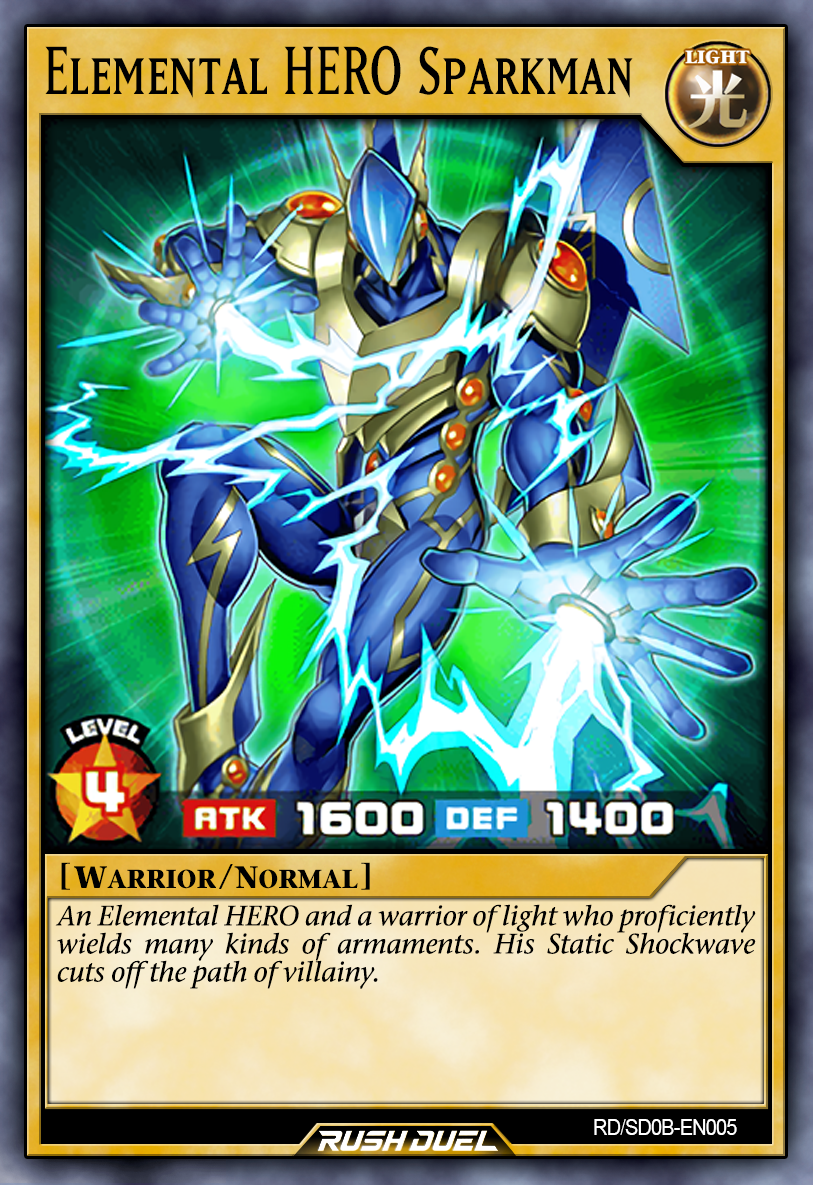 Elemental HERO Sparkman
LIGHT
光
LEVEL
4
ATK 1600 DEF 1400
[Warrior/Normal]
An Elemental HERO and a warrior of light who proficiently
wields many kinds of armaments. His Static Shockwave
cuts off the path of villainy.
RD/SD0B-EN005
RUSH DUEL